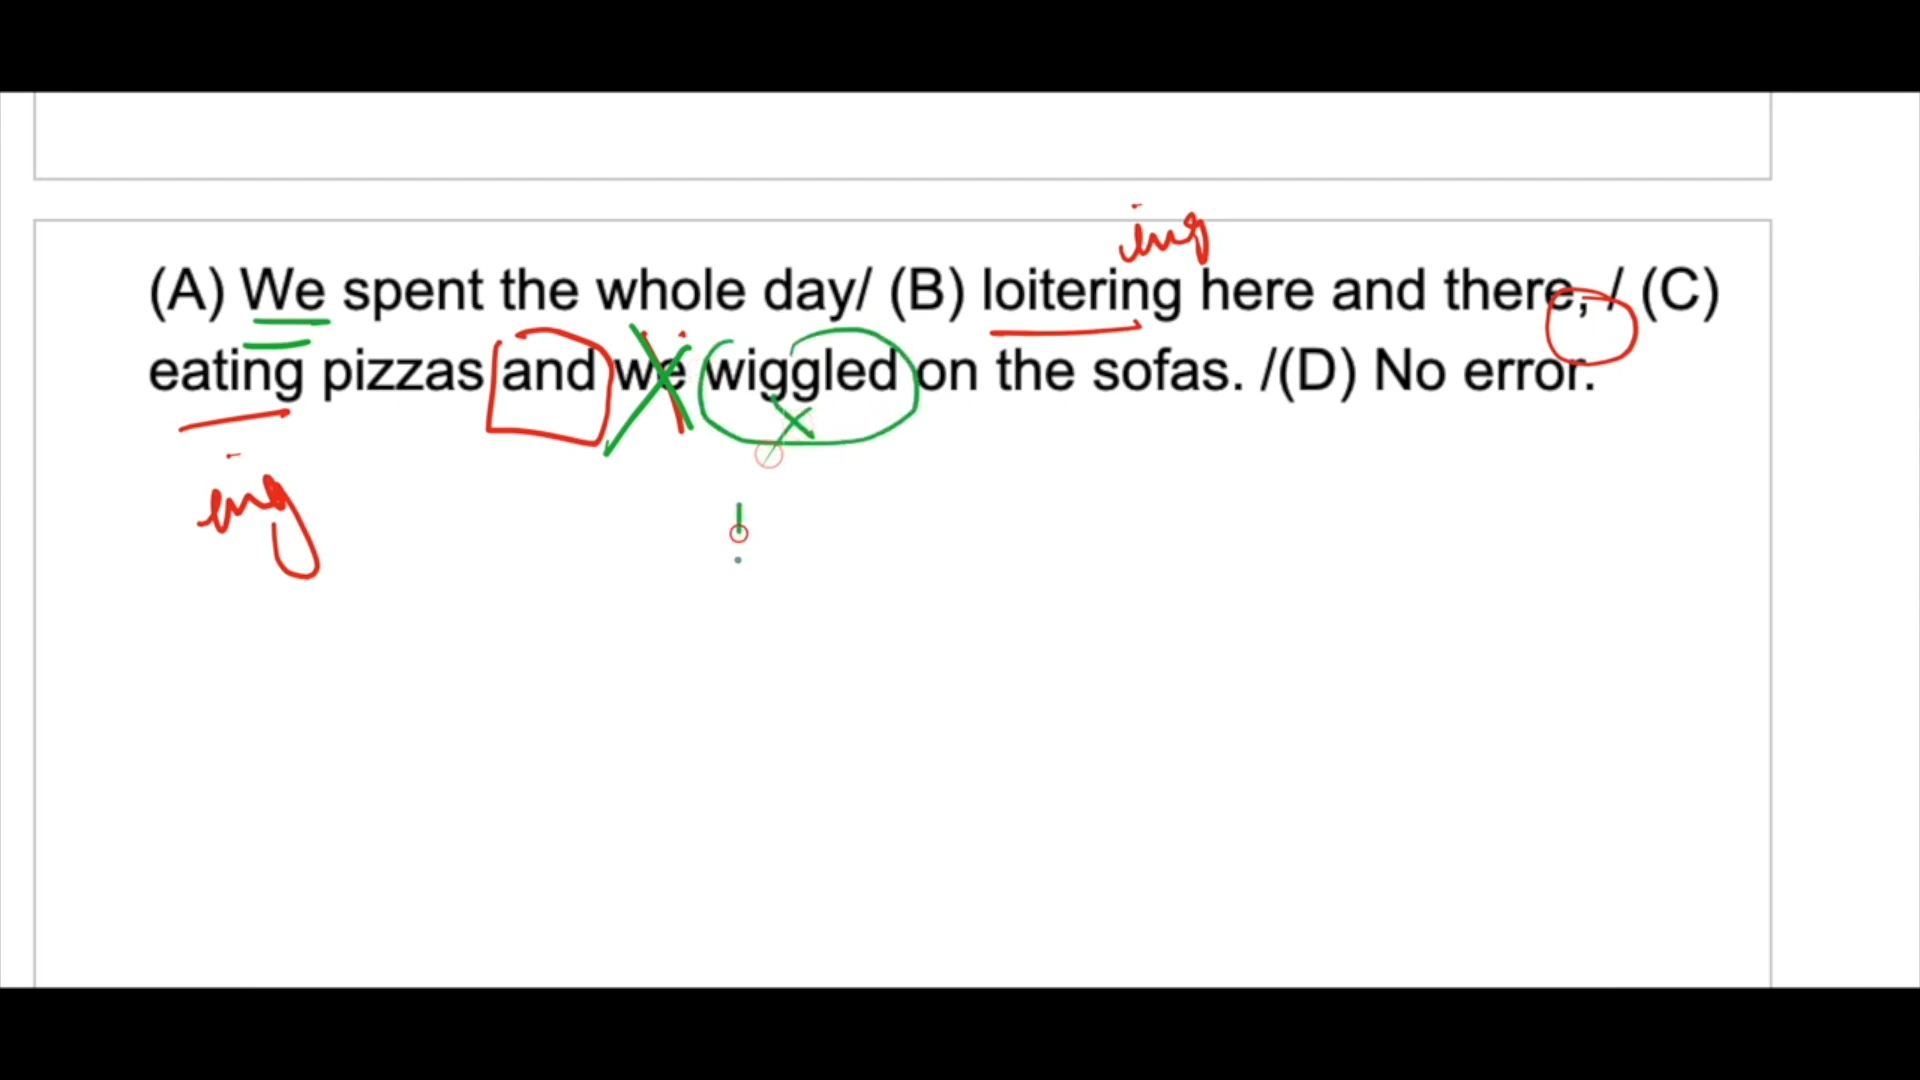 ing
(A) We spent the whole day/ (B) loitering here and there, / (C)
eating pizzas and we wiggled on the sofas. /(D) No error.
ing